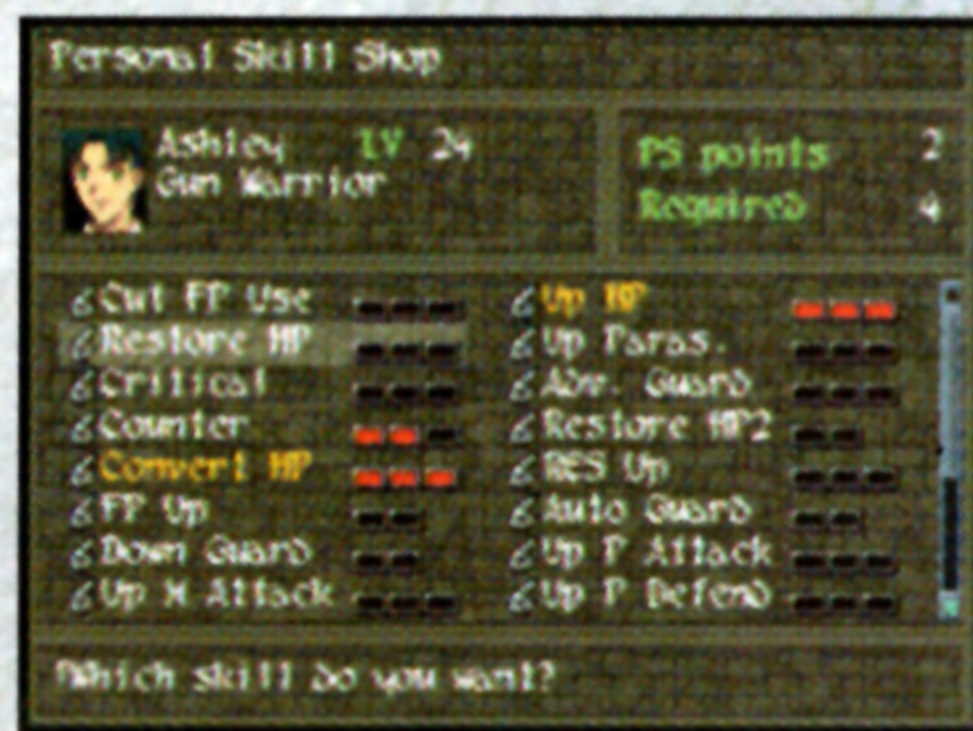 Personal Skill Shop
Ashley LV 24
Gun Warrior
PS points 2
Required 4
Cut FP Use
Up HP
Restore HP
Up Paras.
Critical
Abn. Guard
Counter
Restore HP2
Convert HP
RES Up
FP Up
Auto Guard
Down Guard
Up P Attack
Up M Attack
Up P Defend
Which skill do you want?